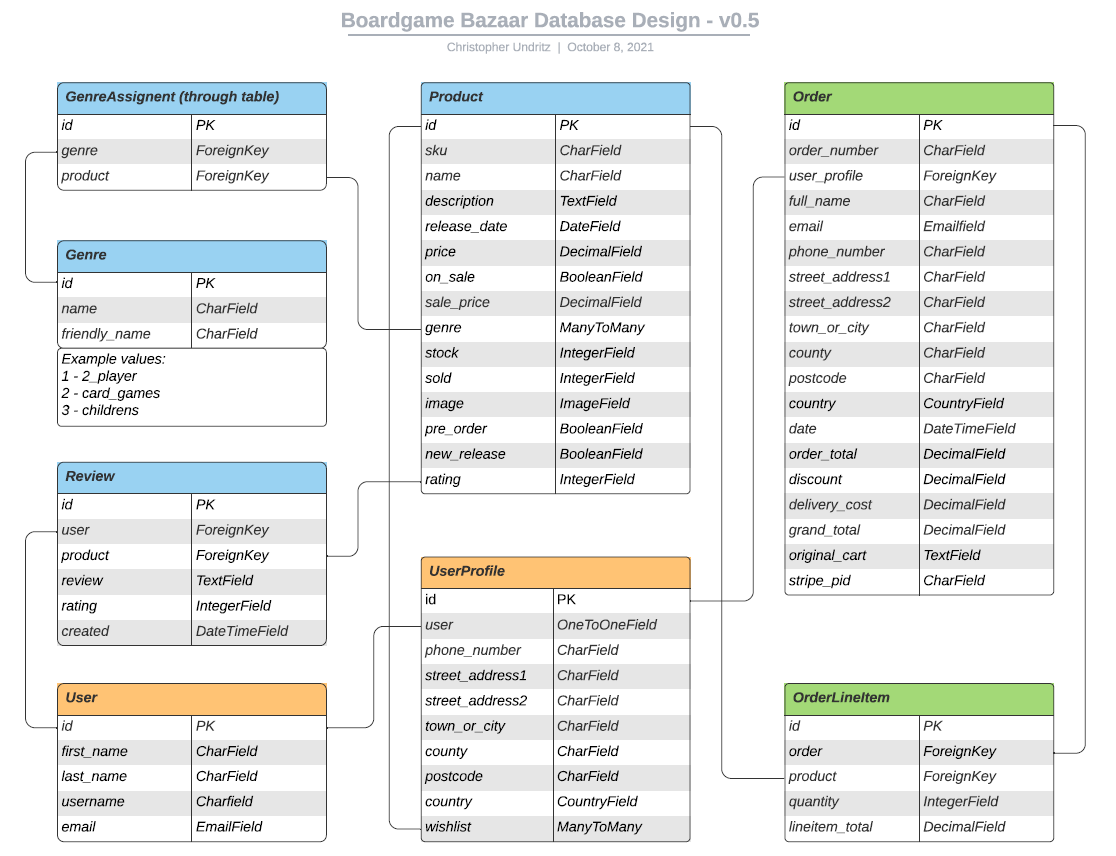 Boardgame Bazaar Database Design - v0.5
Christopher Undritz | October 8, 2021
GenreAssignent (through table)
id PK
genre ForeignKey
product ForeignKey
Genre
id PK
name CharField
friendly_name CharField
Example values:
1 - 2_player
2 - card_games
3 - childrens
Review
id PK
user ForeignKey
product ForeignKey
review TextField
rating IntegerField
created DateTimeField
User
id PK
first_name CharField
last_name CharField
username Charfield
email EmailField
Product
id PK
sku CharField
name CharField
description TextField
release_date DateField
price DecimalField
on_sale BooleanField
sale_price DecimalField
genre ManyToMany
stock IntegerField
sold IntegerField
image ImageField
pre_order BooleanField
new_release BooleanField
rating IntegerField
UserProfile
id PK
user OneToOneField
phone_number CharField
street_address1 CharField
street_address2 CharField
town_or_city CharField
county CharField
postcode CharField
country CountryField
wishlist ManyToMany
Order
id PK
order_number CharField
user_profile ForeignKey
full_name CharField
email Emailfield
phone_number CharField
street_address1 CharField
street_address2 CharField
town_or_city CharField
county CharField
postcode CharField
country CountryField
date DateTimeField
order_total DecimalField
discount DecimalField
delivery_cost DecimalField
grand_total DecimalField
original_cart TextField
stripe_pid CharField
OrderLineItem
id PK
order ForeignKey
product ForeignKey
quantity IntegerField
lineitem_total DecimalField